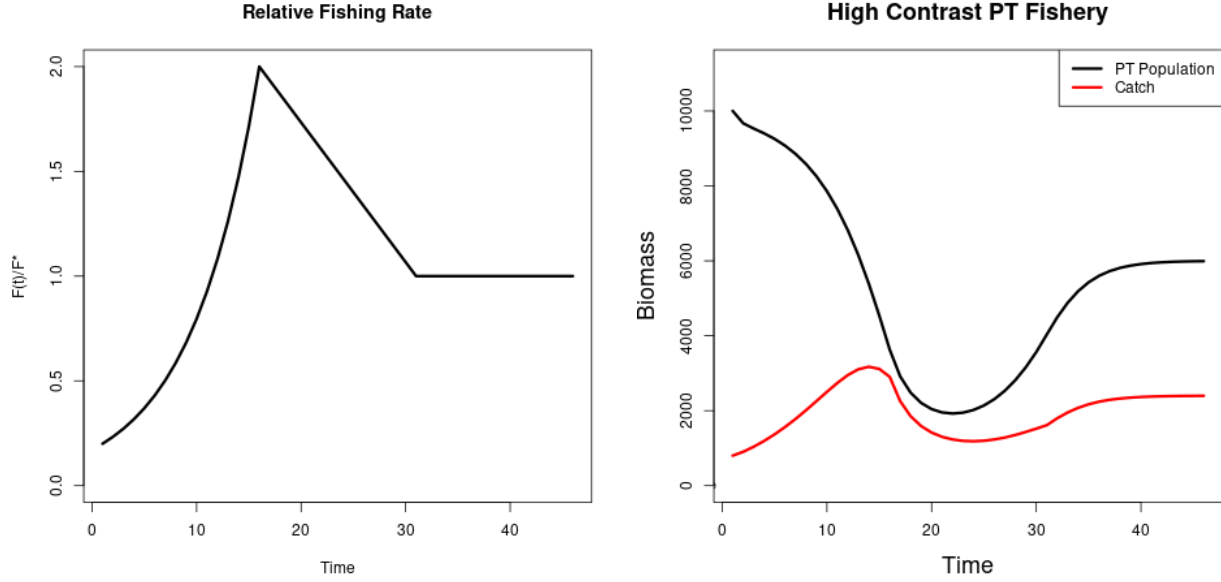 Relative Fishing Rate
F(t)/F*
2.0
1.5
1.0
0.5
0.0
0 10 20 30 40
Time
High Contrast PT Fishery
PT Population
Catch
Biomass
10000
8000
6000
4000
2000
0
0 10 20 30 40
Time